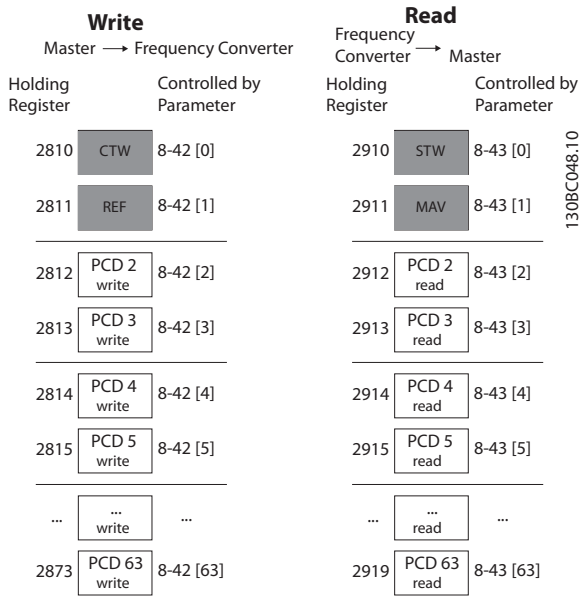 Write
Master → Frequency Converter
Holding Register
Controlled by Parameter
2810 CTW 8-42 [0]
2811 REF 8-42 [1]
2812 PCD 2 write 8-42 [2]
2813 PCD 3 write 8-42 [3]
2814 PCD 4 write 8-42 [4]
2815 PCD 5 write 8-42 [5]
... ... write ...
2873 PCD 63 write 8-42 [63]
Read
Frequency Converter → Master
Holding Register
Controlled by Parameter
2910 STW 8-43 [0]
2911 MAV 8-43 [1]
2912 PCD 2 read 8-43 [2]
2913 PCD 3 read 8-43 [3]
2914 PCD 4 read 8-43 [4]
2915 PCD 5 read 8-43 [5]
... ... read ...
2919 PCD 63 read 8-43 [63]
130BC048.10